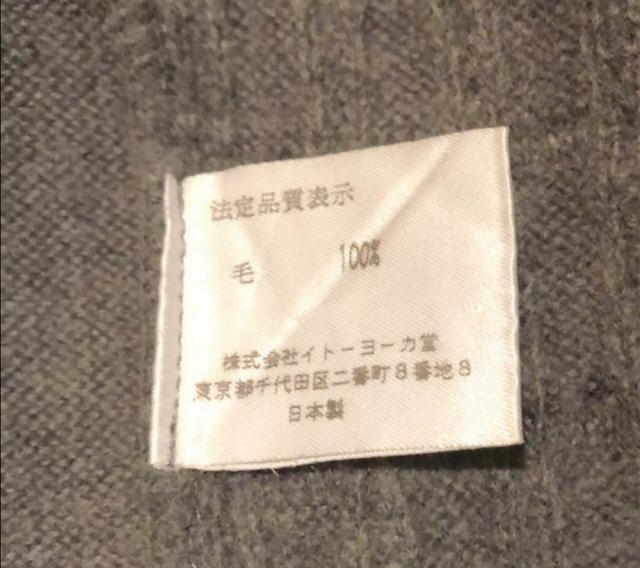 法定品質表示
毛 100%
株式会社イトーヨーカ堂
東京都千代田区二番町8番地8
日本製